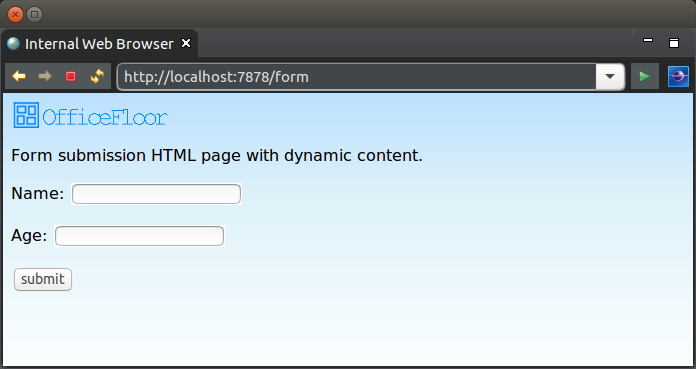 Internal Web Browser
http://localhost:7878/form
OfficeFloor
Form submission HTML page with dynamic content.
Name:
Age:
submit